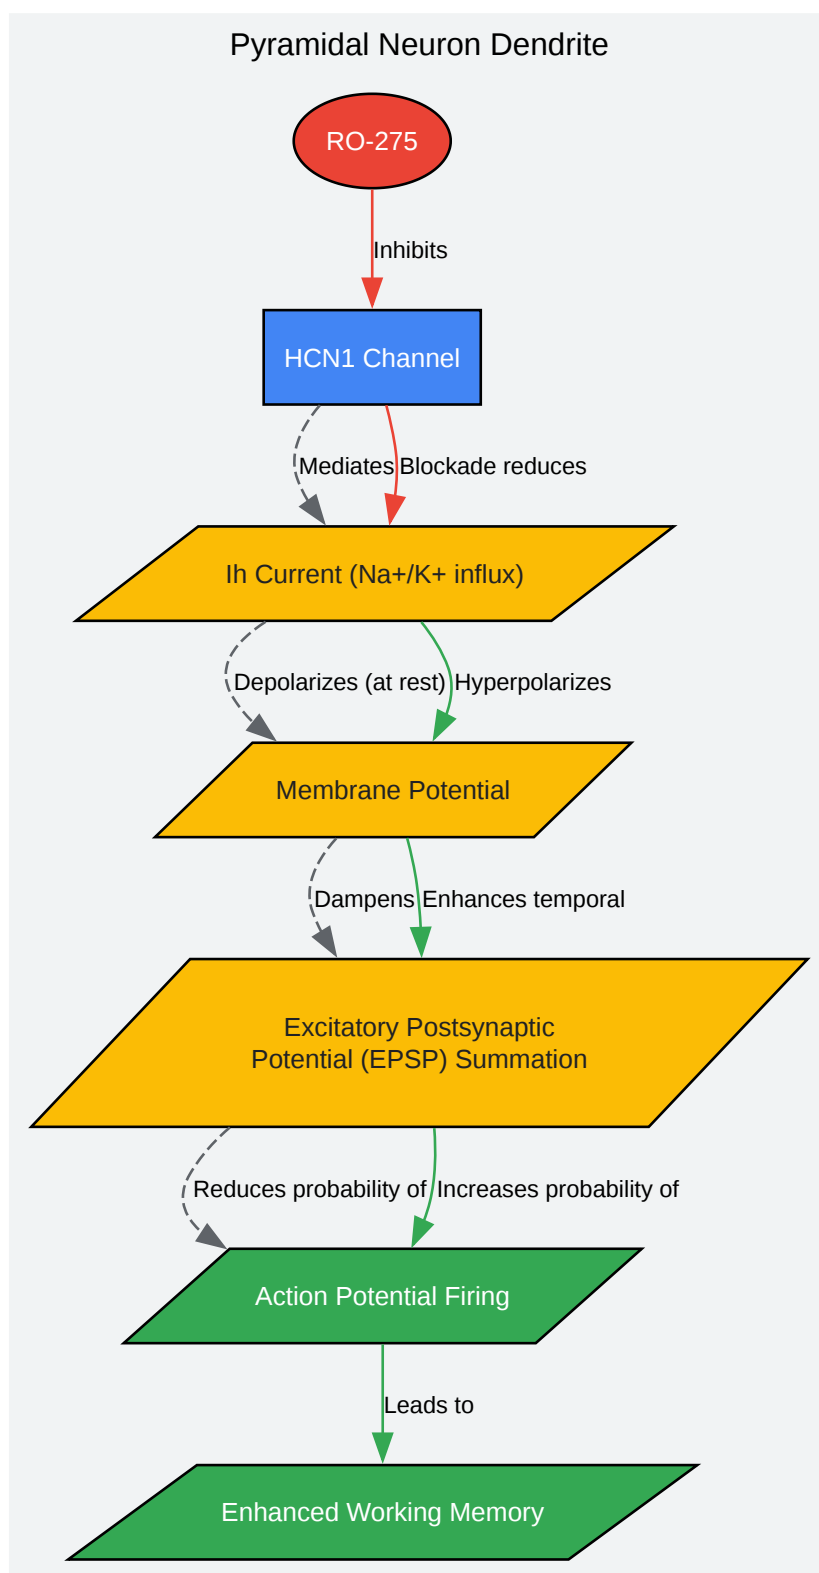 Pyramidal Neuron Dendrite
RO-275
Inhibits
HCN1 Channel
Mediates
Blockade reduces
Ih Current (Na+/K+ influx)
Depolarizes (at rest)
Hyperpolarizes
Membrane Potential
Dampens
Enhances temporal
Excitatory Postsynaptic
Potential (EPSP) Summation
Reduces probability of
Increases probability of
Action Potential Firing
Leads to
Enhanced Working Memory